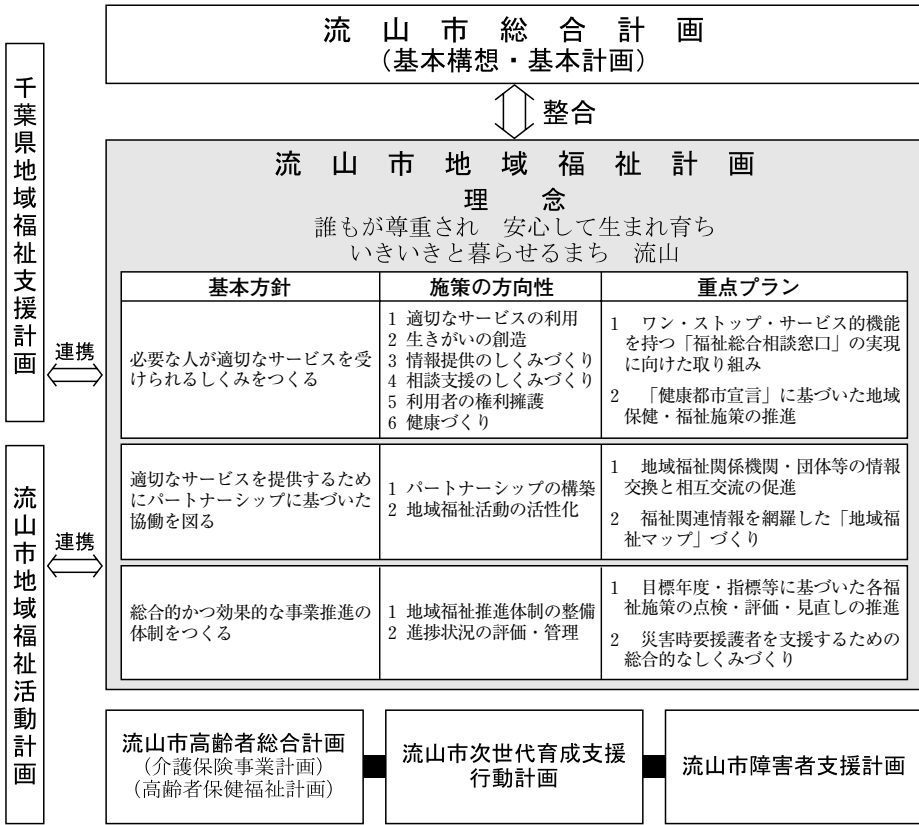 流山市総合計画
（基本構想・基本計画）
整合
千葉県地域福祉支援計画
連携
流山市地域福祉活動計画
連携
流山市地域福祉計画
理念
誰もが尊重され　安心して生まれ育ち
いきいきと暮らせるまち　流山
基本方針
施策の方向性
重点プラン
必要な人が適切なサービスを受
けられるしくみをつくる
1 適切なサービスの利用
2 生きがいの創造
3 情報提供のしくみづくり
4 相談支援のしくみづくり
5 利用者の権利擁護
6 健康づくり
1　ワン・ストップ・サービス的機能
を持つ「福祉総合相談窓口」の実現
に向けた取り組み
2　「健康都市宣言」に基づいた地域
保健・福祉施策の推進
適切なサービスを提供するため
にパートナーシップに基づいた
協働を図る
1 パートナーシップの構築
2 地域福祉活動の活性化
1　地域福祉関係機関・団体等の情報
交換と相互交流の促進
2　福祉関連情報を網羅した「地域福
祉マップ」づくり
総合的かつ効果的な事業推進の
体制をつくる
1 地域福祉推進体制の整備
2 進捗状況の評価・管理
1　目標年度・指標等に基づいた各福
祉施策の点検・評価・見直しの推進
2　災害時要援護者を支援するための
総合的なしくみづくり
流山市高齢者総合計画
（介護保険事業計画）
（高齢者保健福祉計画）
流山市次世代育成支援
行動計画
流山市障害者支援計画